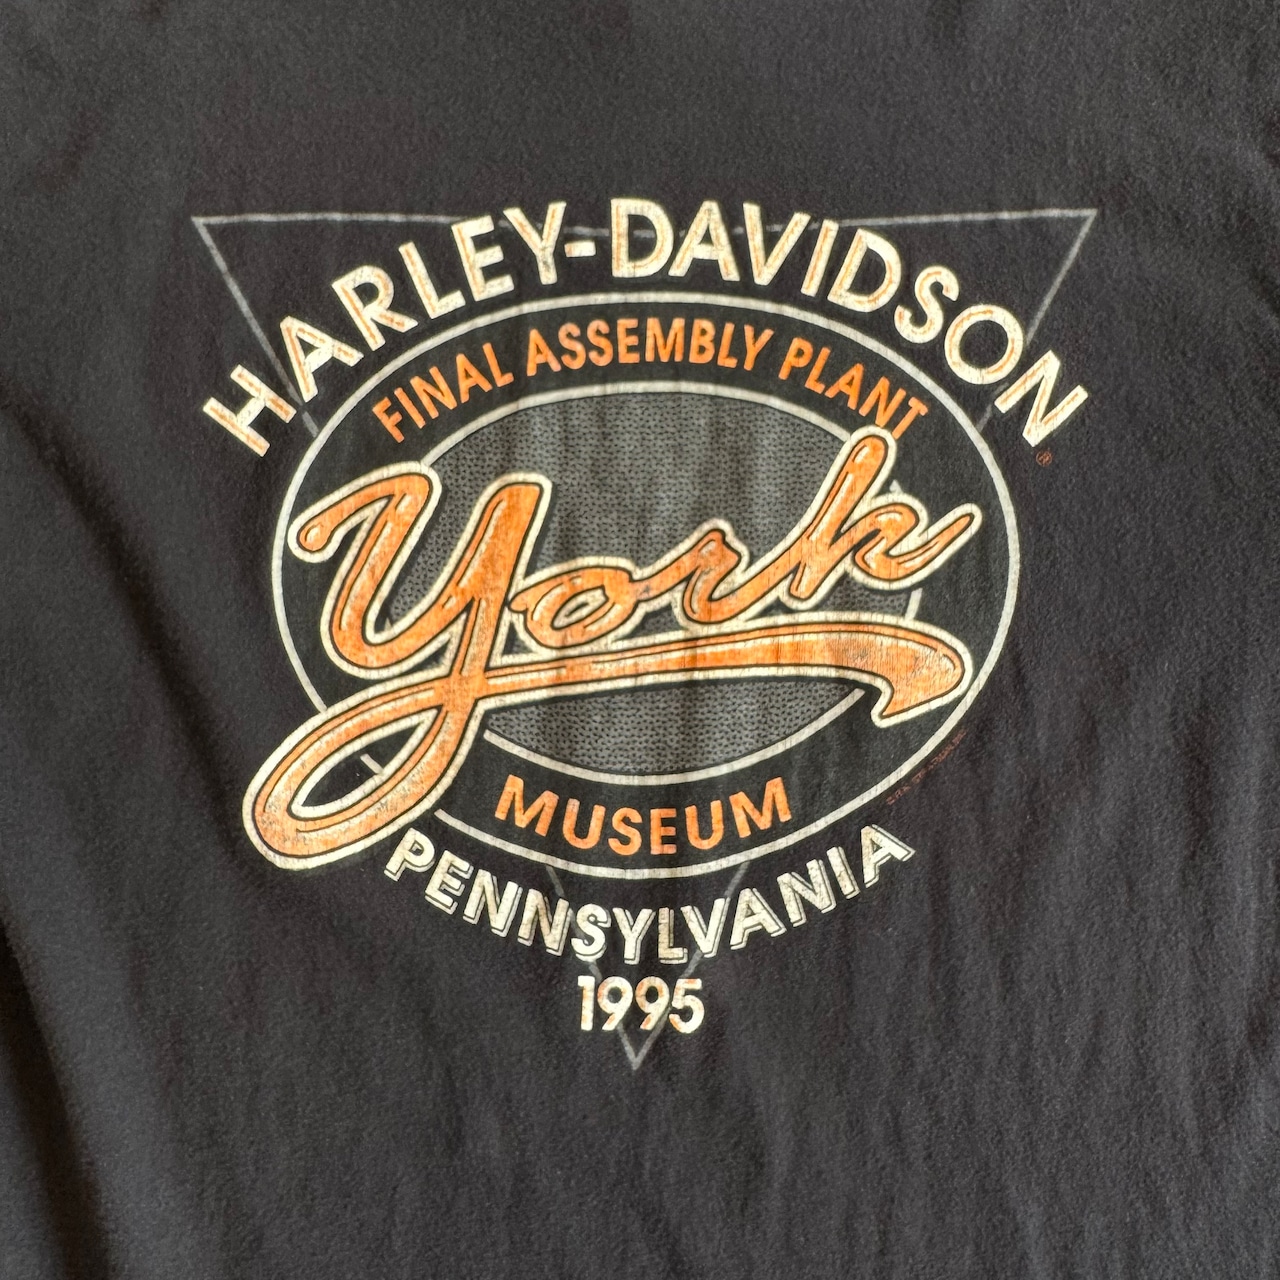 HARLEY-DAVIDSON®
FINAL ASSEMBLY PLANT
York
MUSEUM
PENNSYLVANIA
1995